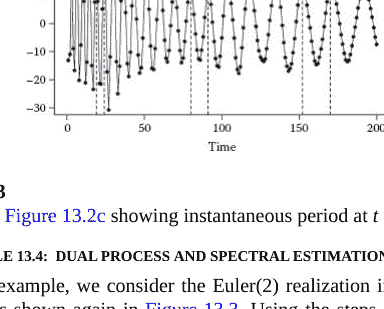 0
−10
−20
−30
0 50 100 150 200
Time
3
Figure 13.2c showing instantaneous period at t
LE 13.4: DUAL PROCESS AND SPECTRAL ESTIMATION
example, we consider the Euler(2) realization i
shown again in Figure 13.3. Using the steps